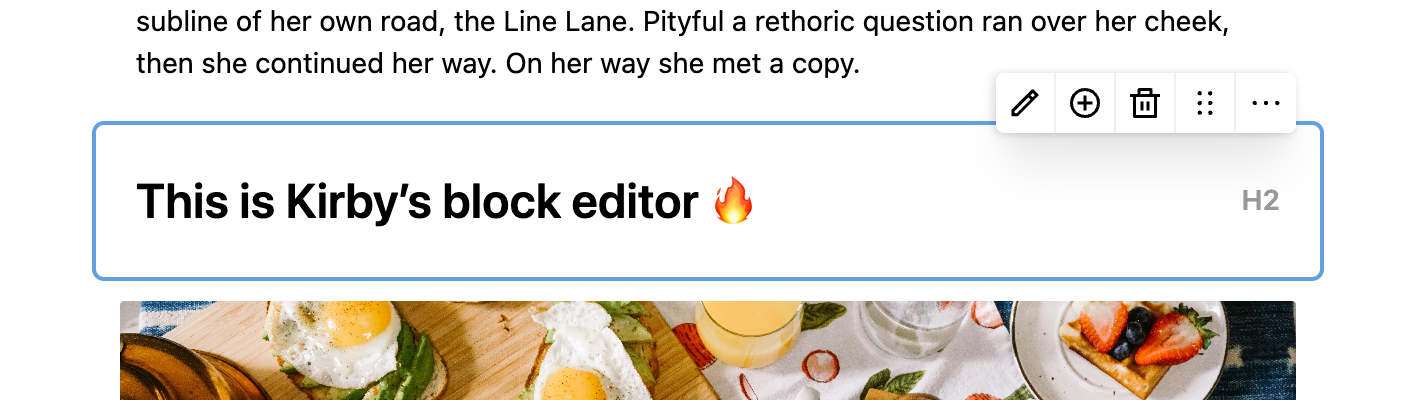 subline of her own road, the Line Lane. Pityful a rethoric question ran over her cheek,
then she continued her way. On her way she met a copy.
This is Kirby’s block editor 🔥
H2